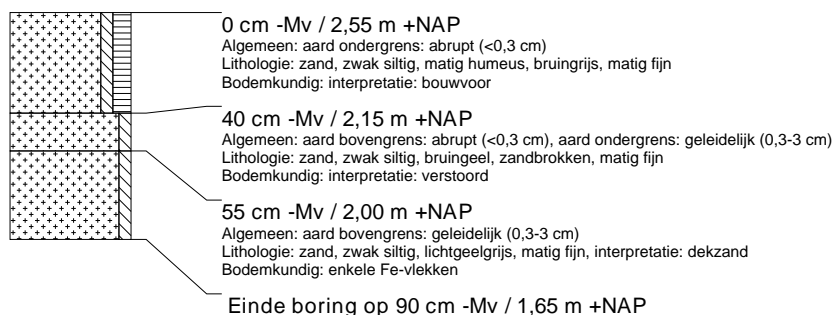 0 cm -Mv / 2,55 m +NAP
Algemeen: aard ondergrens: abrupt (<0,3 cm)
Lithologie: zand, zwak siltig, matig humeus, bruingrijs, matig fijn
Bodemkundig: interpretatie: bouwvoor
40 cm -Mv / 2,15 m +NAP
Algemeen: aard bovengrens: abrupt (<0,3 cm), aard ondergrens: geleidelijk (0,3-3 cm)
Lithologie: zand, zwak siltig, bruingeel, zandbrokken, matig fijn
Bodemkundig: interpretatie: verstoord
55 cm -Mv / 2,00 m +NAP
Algemeen: aard bovengrens: geleidelijk (0,3-3 cm)
Lithologie: zand, zwak siltig, lichtgeelgrijs, matig fijn, interpretatie: dekzand
Bodemkundig: enkele Fe-vlekken
Einde boring op 90 cm -Mv / 1,65 m +NAP